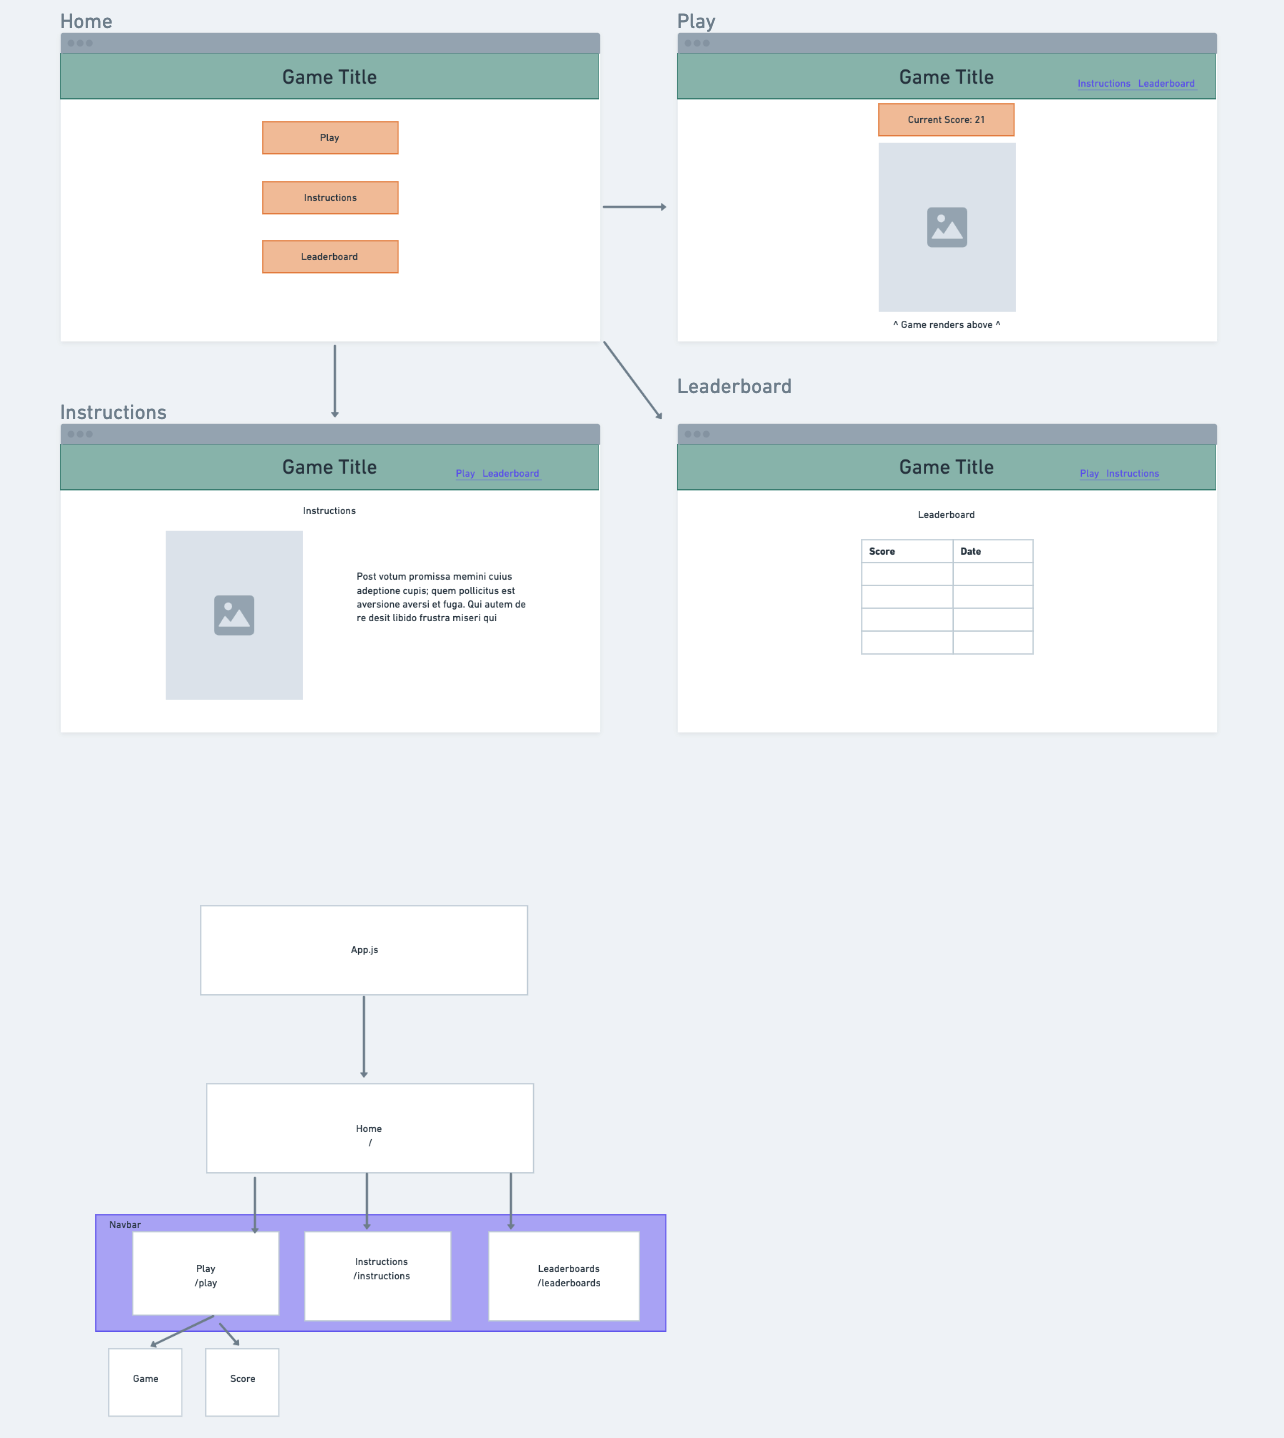 Home
Game Title
Play
Instructions
Leaderboard
Play
Game Title
Instructions Leaderboard
Current Score: 21
^ Game renders above ^
Instructions
Game Title
Play Leaderboard
Instructions
Post votum promissa memini cuius
adeptione cupis; quem pollicitus est
aversione aversi et fuga. Qui autem de
re desit libido frustra miseri qui
Leaderboard
Game Title
Play Instructions
Leaderboard
Score Date
App.js
Home
/
Navbar
Play
/play
Instructions
/instructions
Leaderboards
/leaderboards
Game
Score